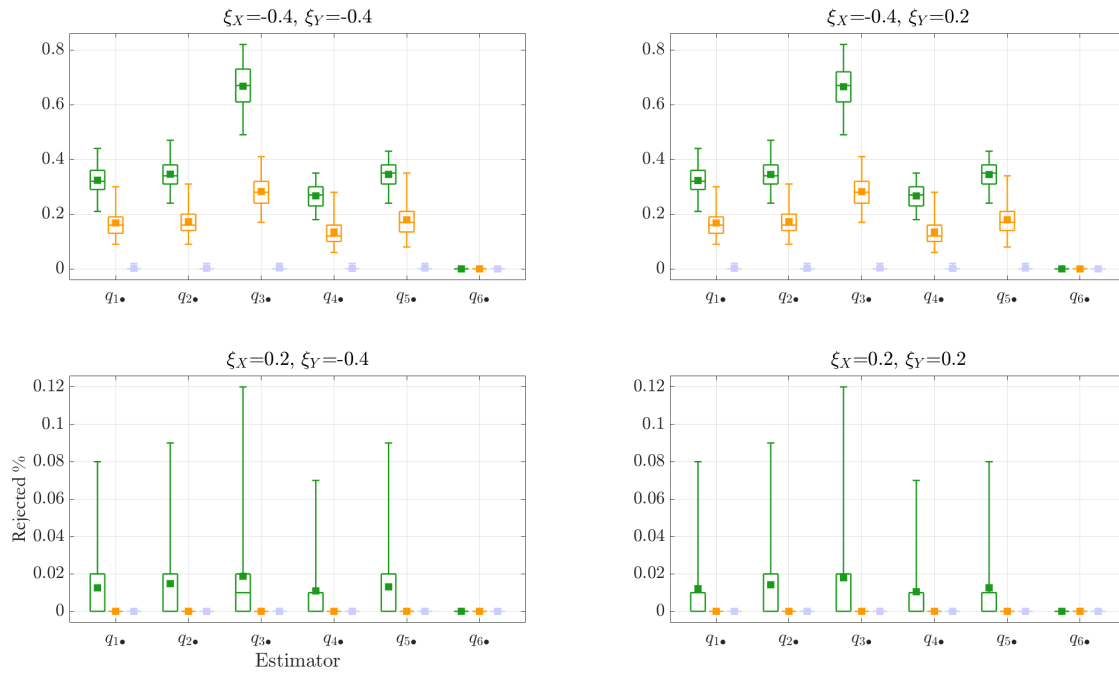 ξX=-0.4, ξY=-0.4
0.8
0.6
0.4
0.2
0
q1• q2• q3• q4• q5• q6•
ξX=-0.4, ξY=0.2
0.8
0.6
0.4
0.2
0
q1• q2• q3• q4• q5• q6•
ξX=0.2, ξY=-0.4
0.12
0.1
0.08
0.06
0.04
0.02
0
Rejected %
q1• q2• q3• q4• q5• q6•
Estimator
ξX=0.2, ξY=0.2
0.12
0.1
0.08
0.06
0.04
0.02
0
q1• q2• q3• q4• q5• q6•